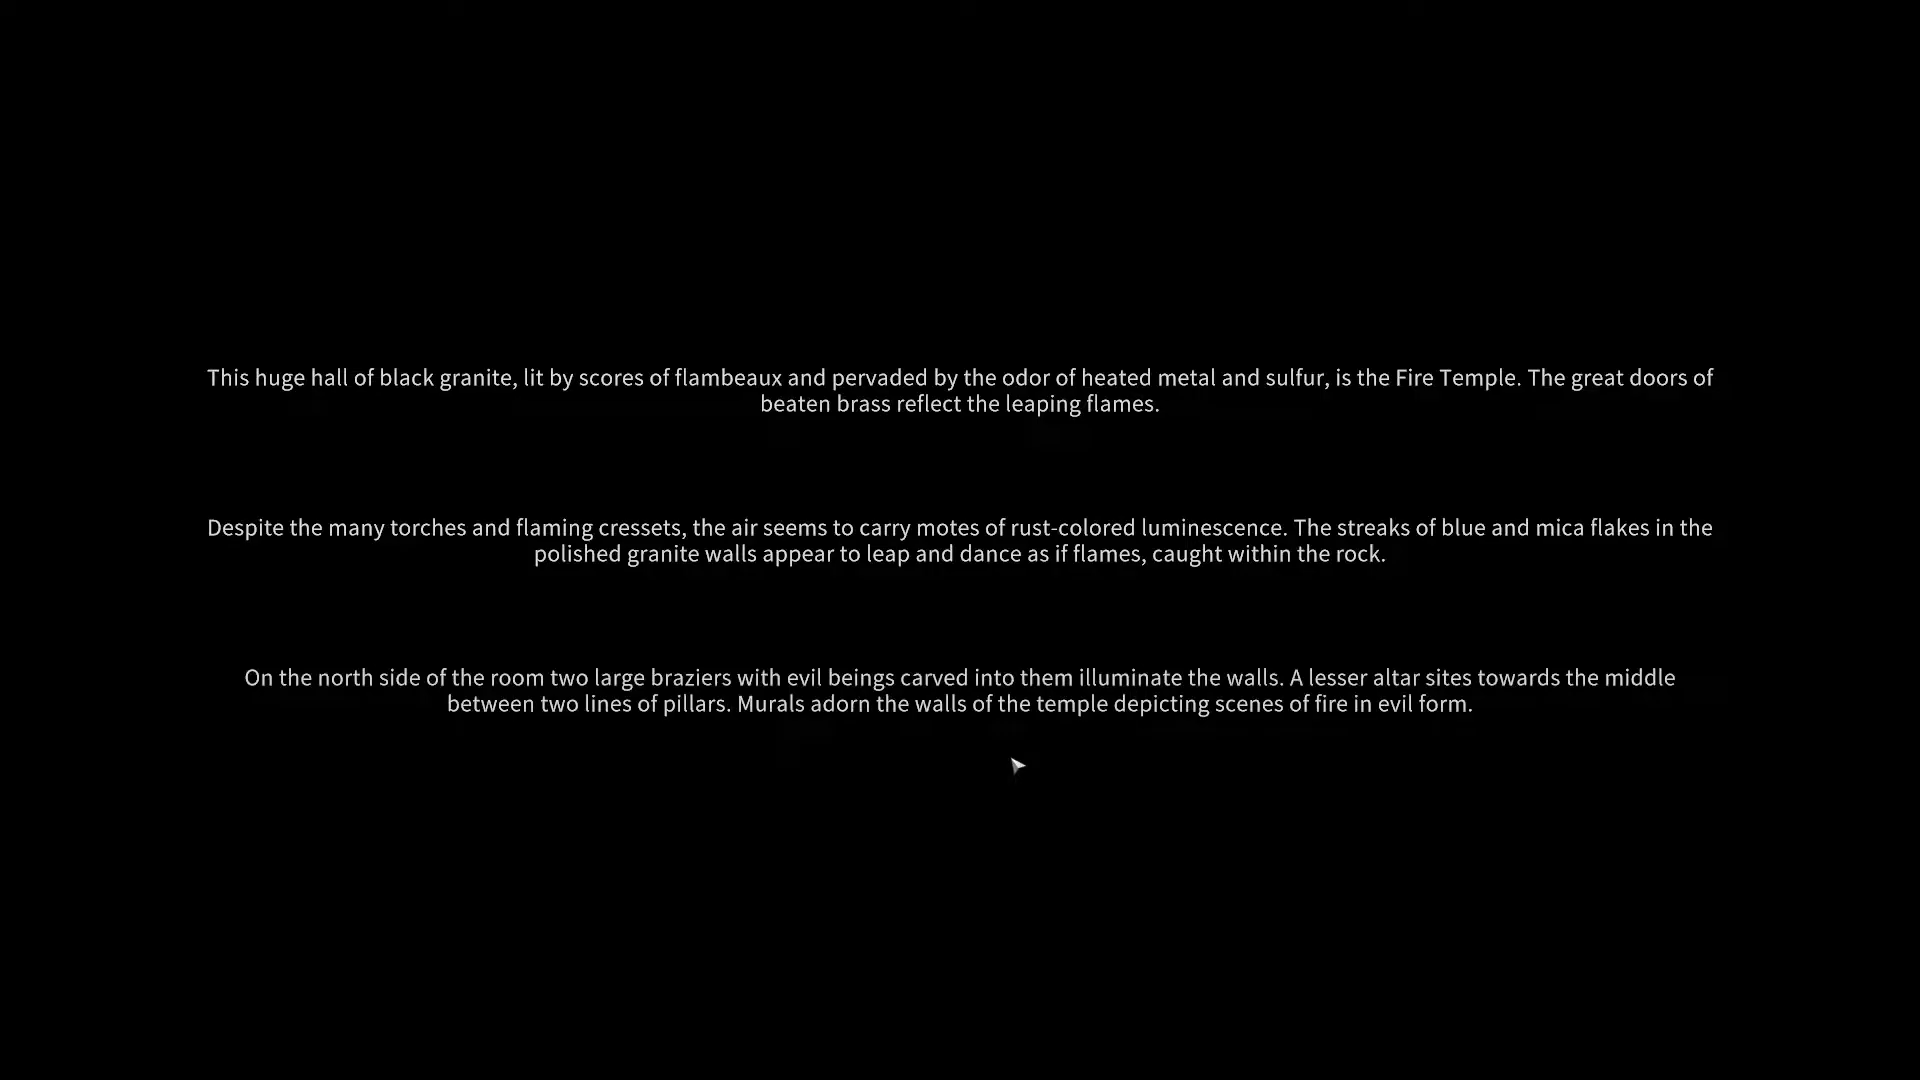 This huge hall of black granite, lit by scores of flambeaux and pervaded by the odor of heated metal and sulfur, is the Fire Temple. The great doors of
beaten brass reflect the leaping flames.
Despite the many torches and flaming cressets, the air seems to carry motes of rust-colored luminescence. The streaks of blue and mica flakes in the
polished granite walls appear to leap and dance as if flames, caught within the rock.
On the north side of the room two large braziers with evil beings carved into them illuminate the walls. A lesser altar sites towards the middle
between two lines of pillars. Murals adorn the walls of the temple depicting scenes of fire in evil form.